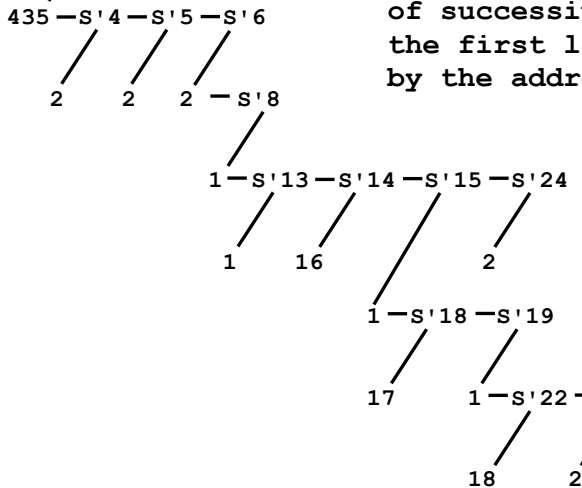 of successi
435 S'4 S'5 S'6
the first l
by the addr
2 2 2 S'8
1 S'13 S'14 S'15 S'24
1 16 2
1 S'18 S'19
17 1 S'22
18 2